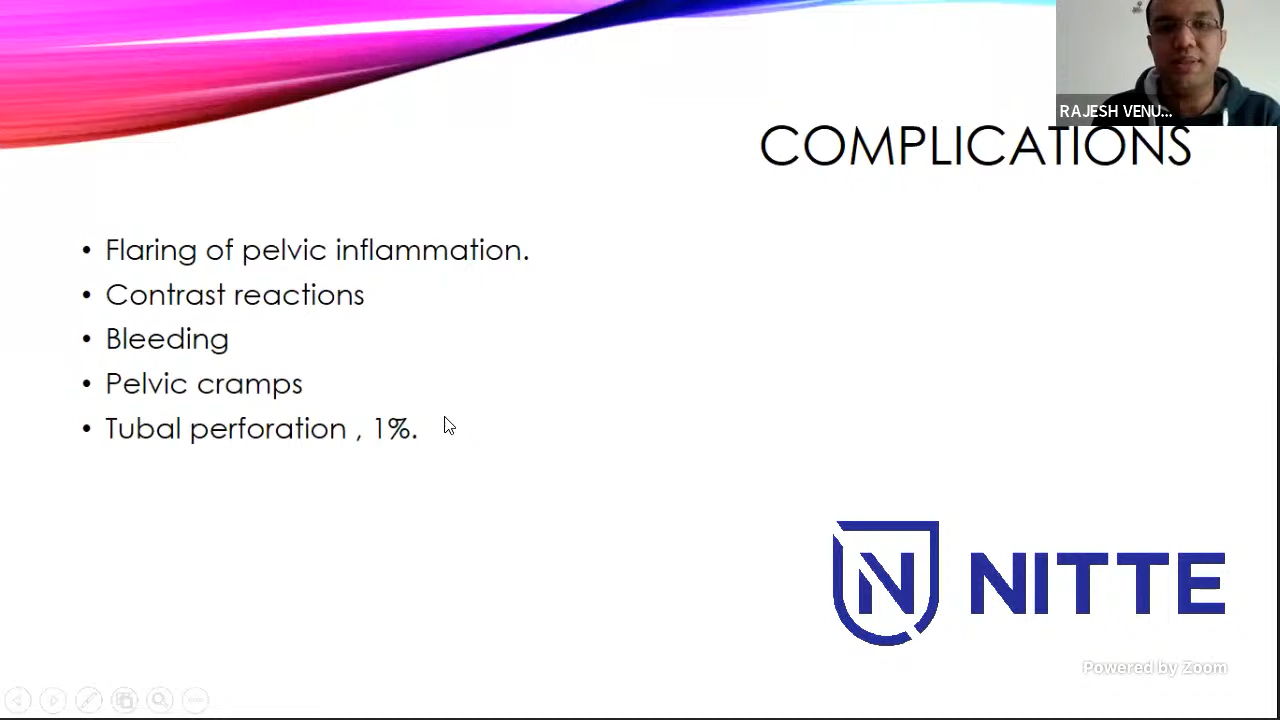 RAJESH VENU...
COMPLICATIONS
• Flaring of pelvic inflammation.
• Contrast reactions
• Bleeding
• Pelvic cramps
• Tubal perforation , 1%.
N NITTE
Powered by Zoom